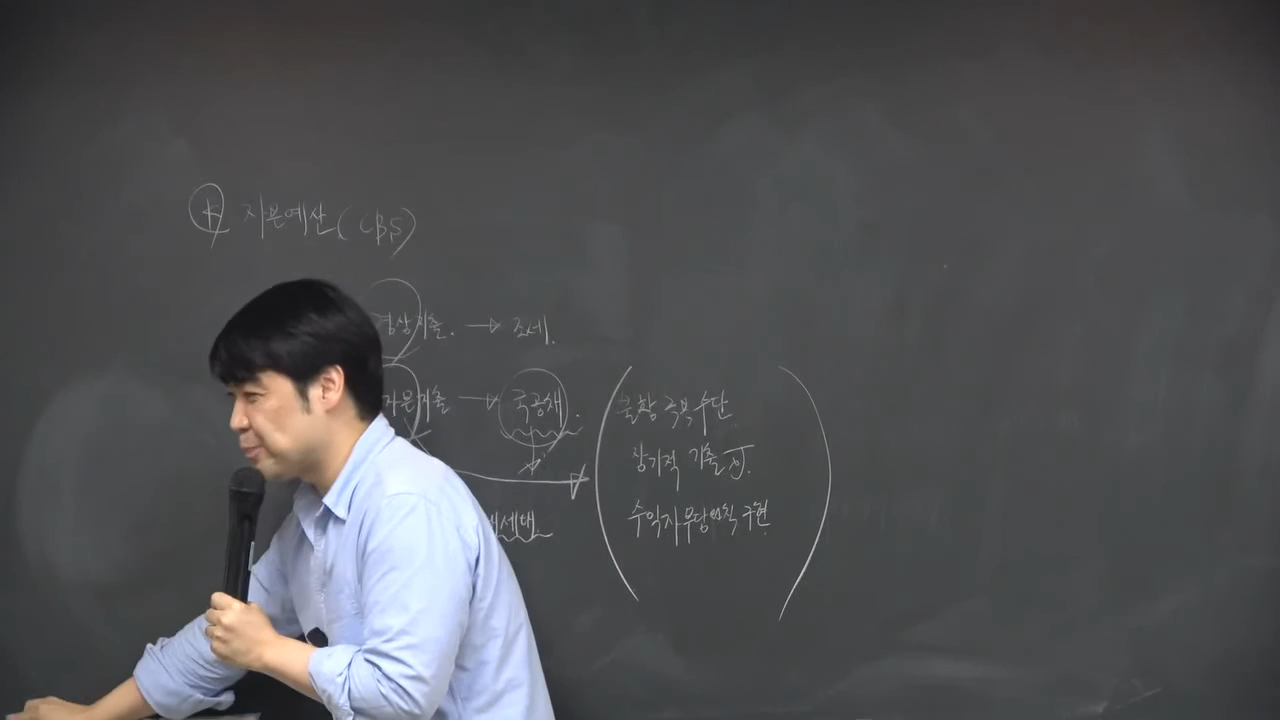 자본예산(CBS)
경상지출. → 조세.
자본지출 → 국공채.
불황 극복 수단
장기적 지출
수익자부담원칙 구현